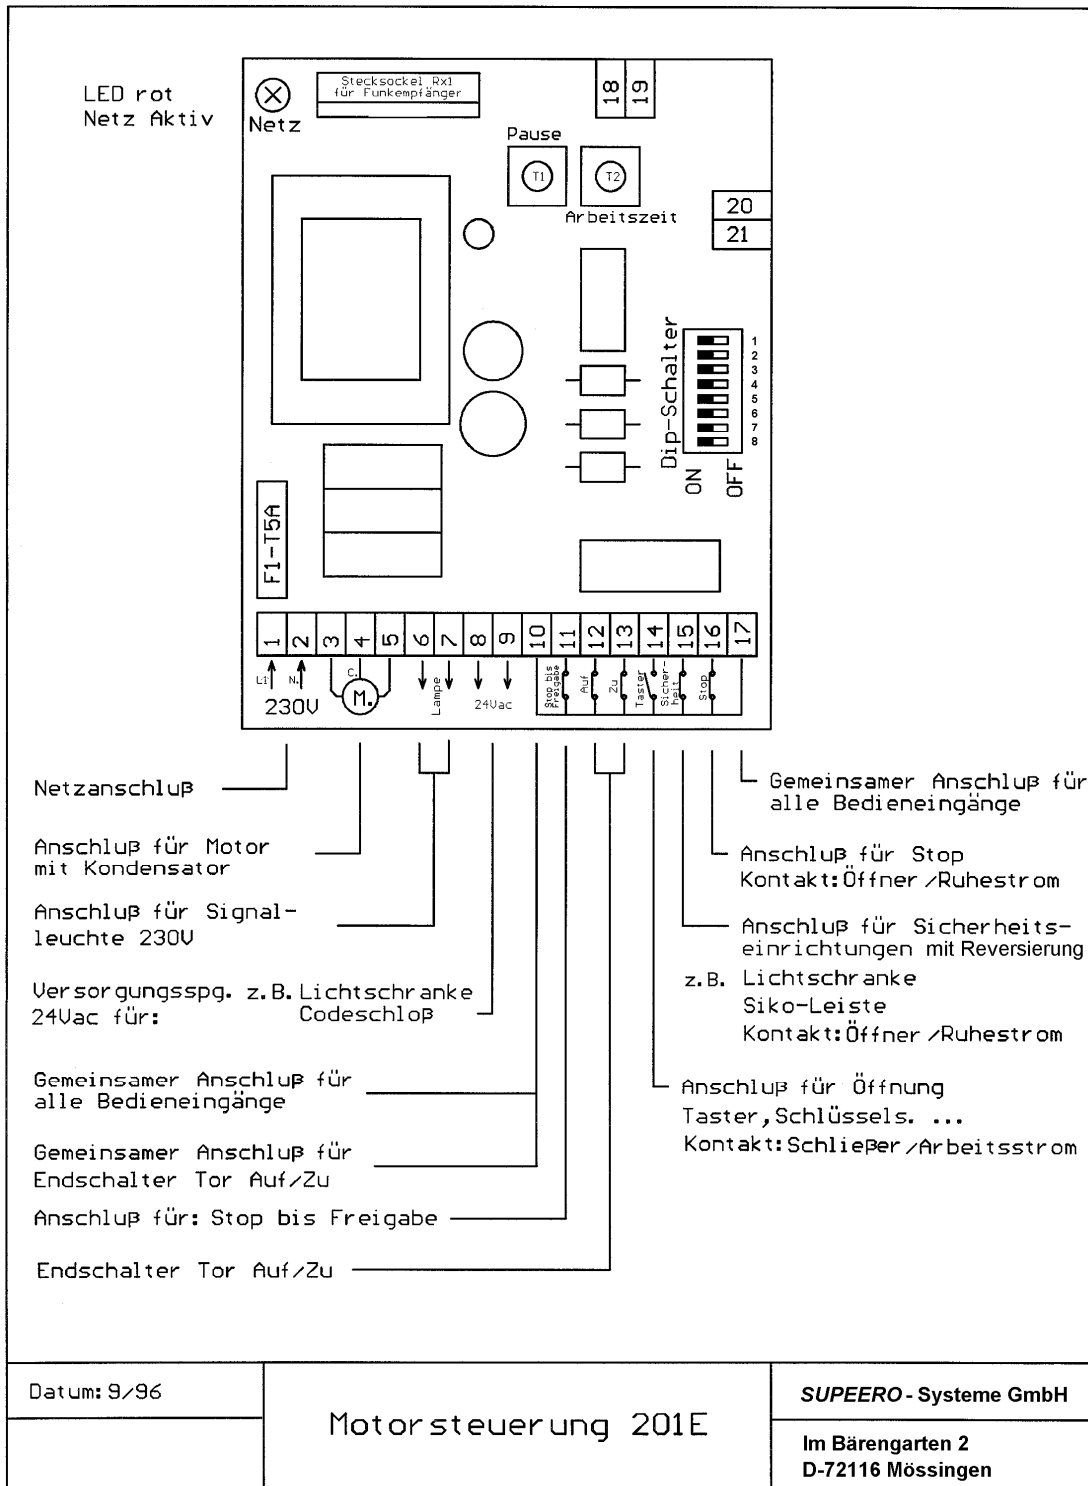 LED rot
Netz Aktiv
Netz
Stecksockel Rx1
für Funkempfänger
18
19
Pause
T1
T2
Arbeitszeit
20
21
Dip-Schalter
1
2
3
4
5
6
7
8
ON
OFF
F1-T5A
1
2
3
4
5
6
7
8
9
10
11
12
13
14
15
16
17
L1
N.
230V
C.
M.
Lampe
24Vac
Stop bis
Freigabe
Auf
Zu
Taster
Sicher-
heit
Stop
Netzanschluß
Anschluß für Motor
mit Kondensator
Anschluß für Signal-
leuchte 230V
Versorgungsspg. z.B. Lichtschranke
24Vac für: Codeschloß
Gemeinsamer Anschluß für
alle Bedieneingänge
Gemeinsamer Anschluß für
Endschalter Tor Auf/Zu
Anschluß für: Stop bis Freigabe
Endschalter Tor Auf/Zu
Gemeinsamer Anschluß für
alle Bedieneingänge
Anschluß für Stop
Kontakt:Öffner/Ruhestrom
Anschluß für Sicherheits-
einrichtungen mit Reversierung
z.B. Lichtschranke
Siko-Leiste
Kontakt:Öffner/Ruhestrom
Anschluß für Öffnung
Taster,Schlüssels. ...
Kontakt:Schließer/Arbeitsstrom
Datum: 9/96
Motorsteuerung 201E
SUPEERO - Systeme GmbH
Im Bärengarten 2
D-72116 Mössingen